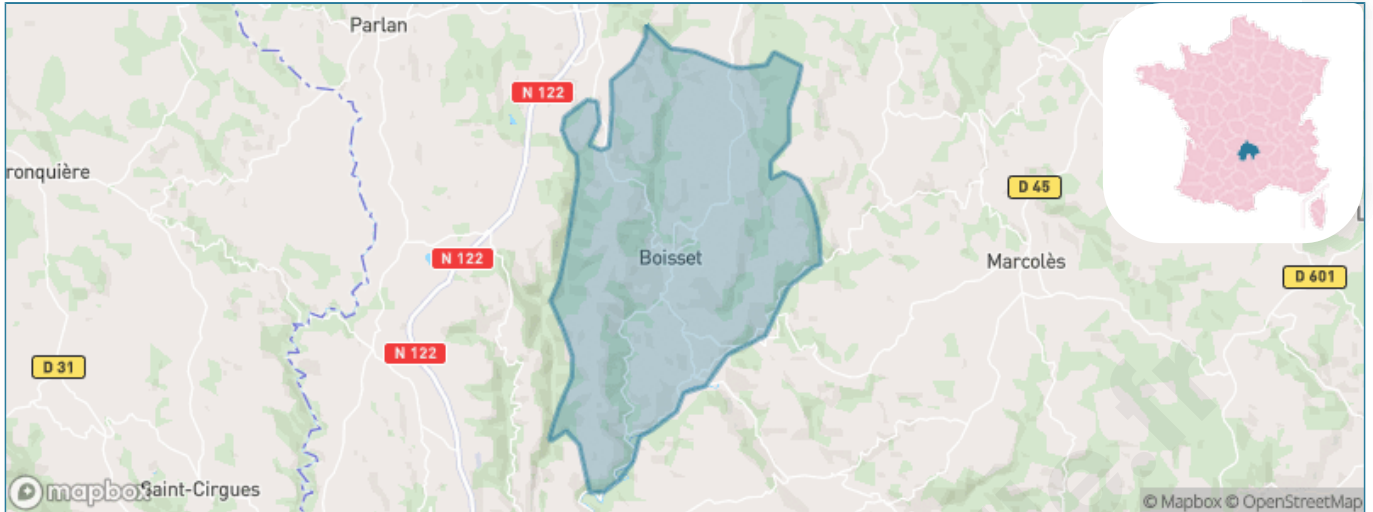 Parlan
N 122
ronquière
D 45
N 122
Boisset
Marcolès
D 601
N 122
D 31
mapbox
Saint-Cirgues
© Mapbox © OpenStreetMap